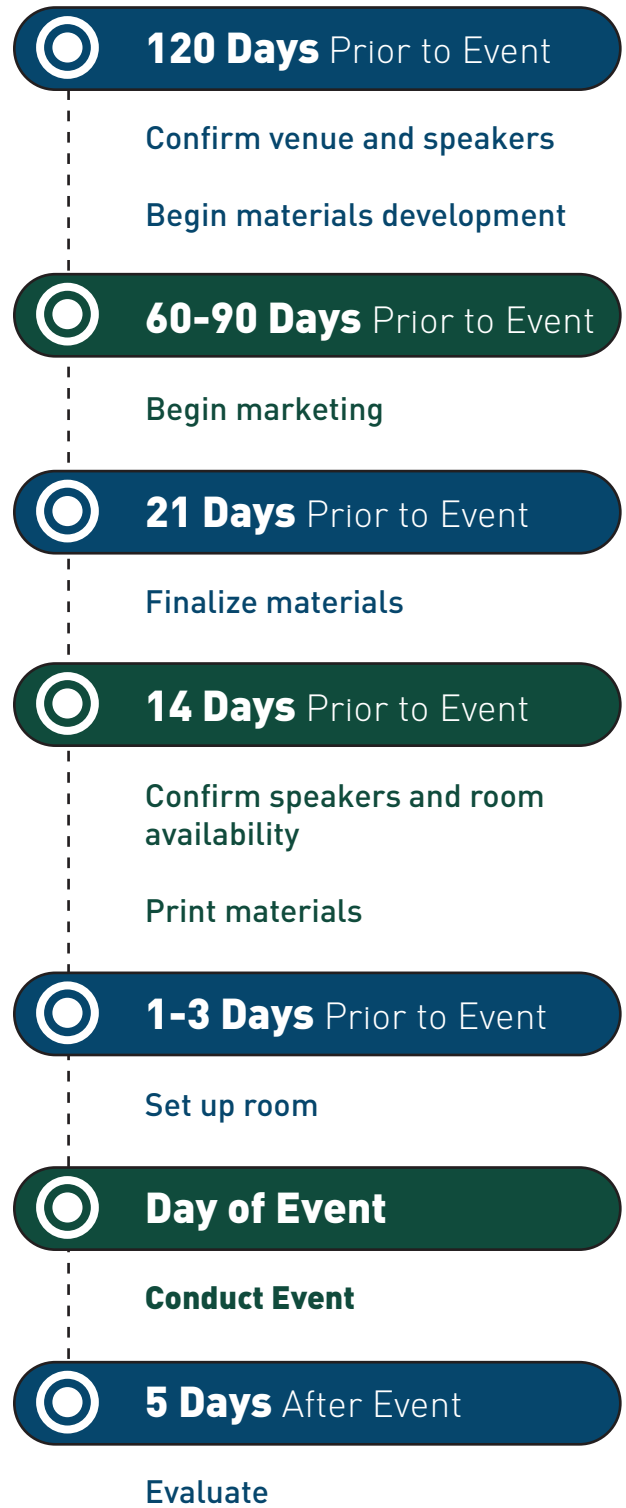 120 Days Prior to Event
Confirm venue and speakers
Begin materials development
60-90 Days Prior to Event
Begin marketing
21 Days Prior to Event
Finalize materials
14 Days Prior to Event
Confirm speakers and room
availability
Print materials
1-3 Days Prior to Event
Set up room
Day of Event
Conduct Event
5 Days After Event
Evaluate